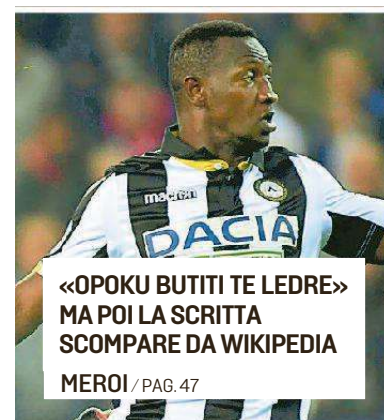 macron
DACIA
«OPOKU BUTITI TE LEDRE»
MA POI LA SCRITTA
SCOMPARE DA WIKIPEDIA
MEROI / PAG. 47